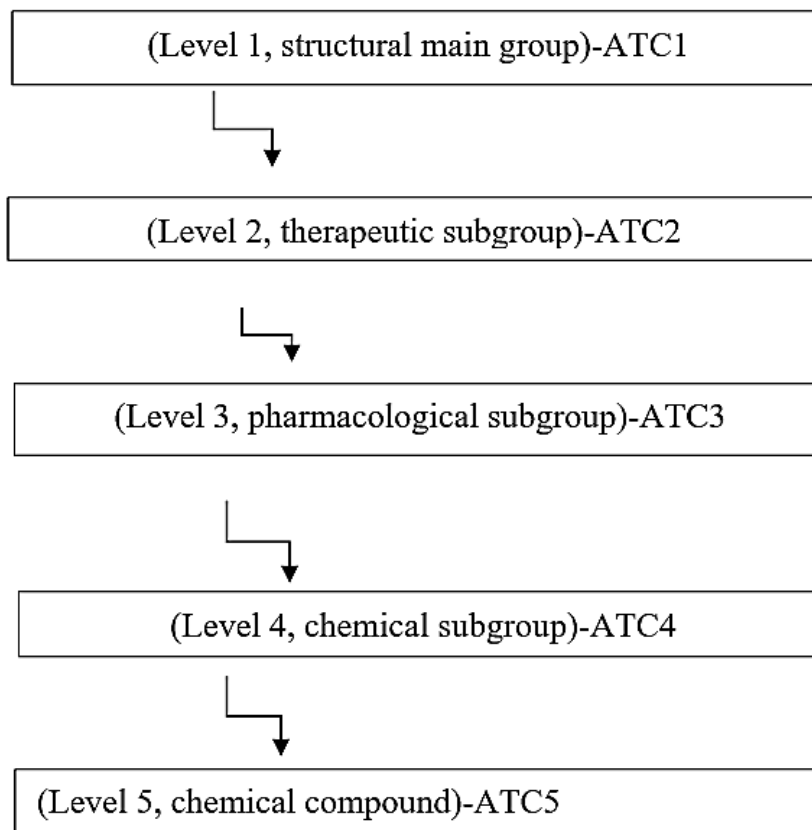 (Level 1, structural main group)-ATC1
(Level 2, therapeutic subgroup)-ATC2
(Level 3, pharmacological subgroup)-ATC3
(Level 4, chemical subgroup)-ATC4
(Level 5, chemical compound)-ATC5